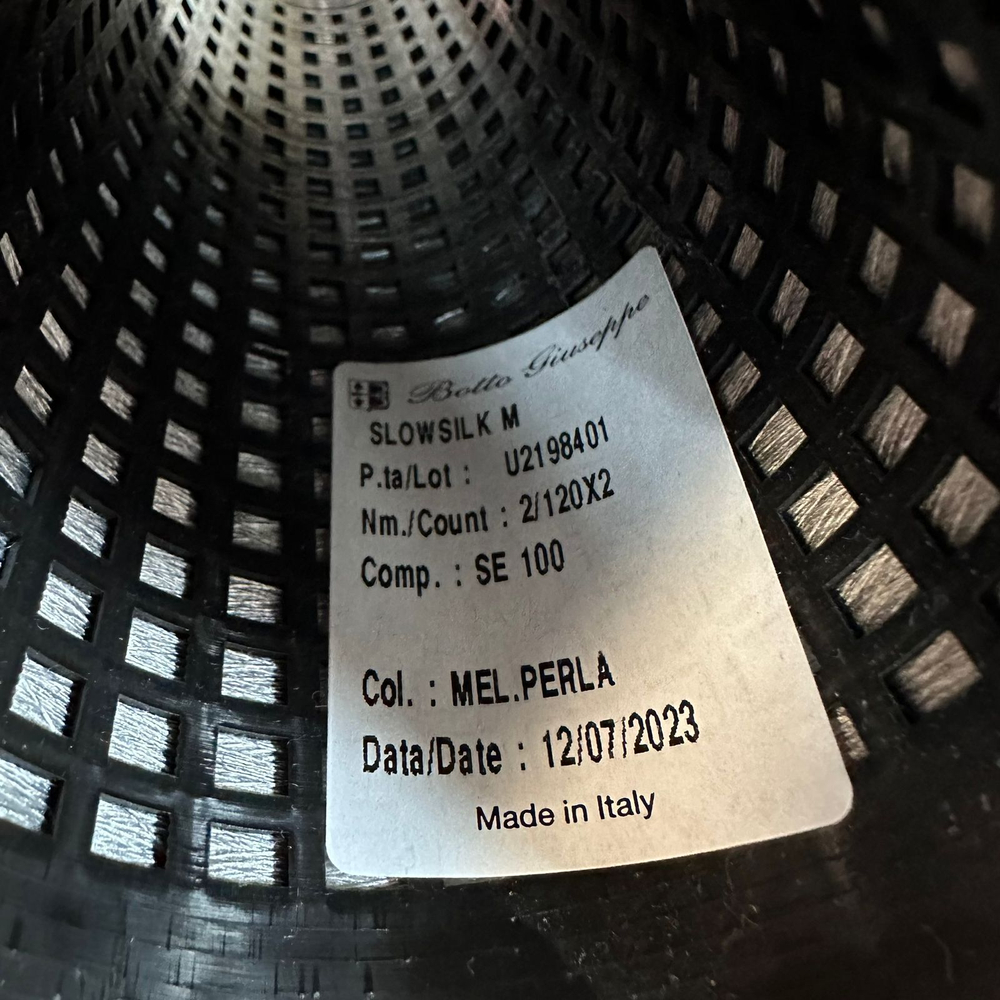 Botto Giuseppe
SLOWSILK M
P.ta/Lot : U2198401
Nm./Count : 2/120X2
Comp. : SE 100
Col. : MEL.PERLA
Data/Date : 12/07/2023
Made in Italy